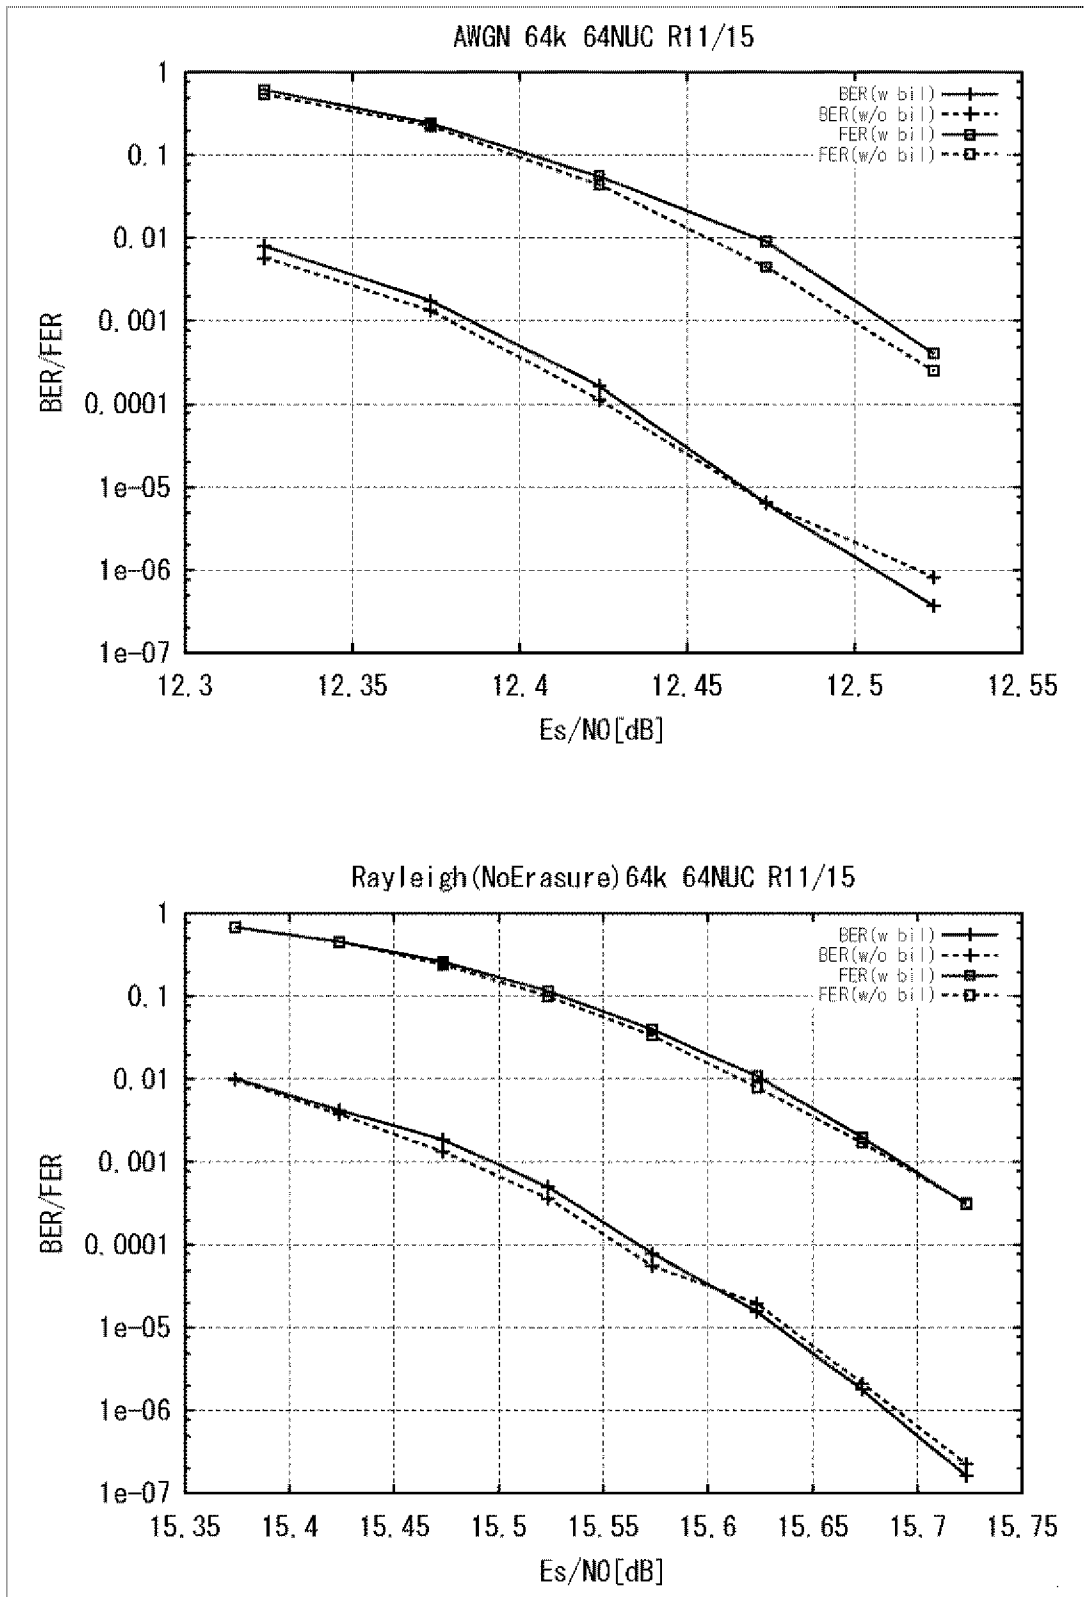 AWGN 64k 64NUC R11/15
BER(w bil)
BER(w/o bil)
FER(w bil)
FER(w/o bil)
1
0.1
0.01
0.001
0.0001
1e-05
1e-06
1e-07
BER/FER
12.3 12.35 12.4 12.45 12.5 12.55
Es/N0[dB]
Rayleigh(NoErasure)64k 64NUC R11/15
BER(w bil)
BER(w/o bil)
FER(w bil)
FER(w/o bil)
1
0.1
0.01
0.001
0.0001
1e-05
1e-06
1e-07
BER/FER
15.35 15.4 15.45 15.5 15.55 15.6 15.65 15.7 15.75
Es/N0[dB]